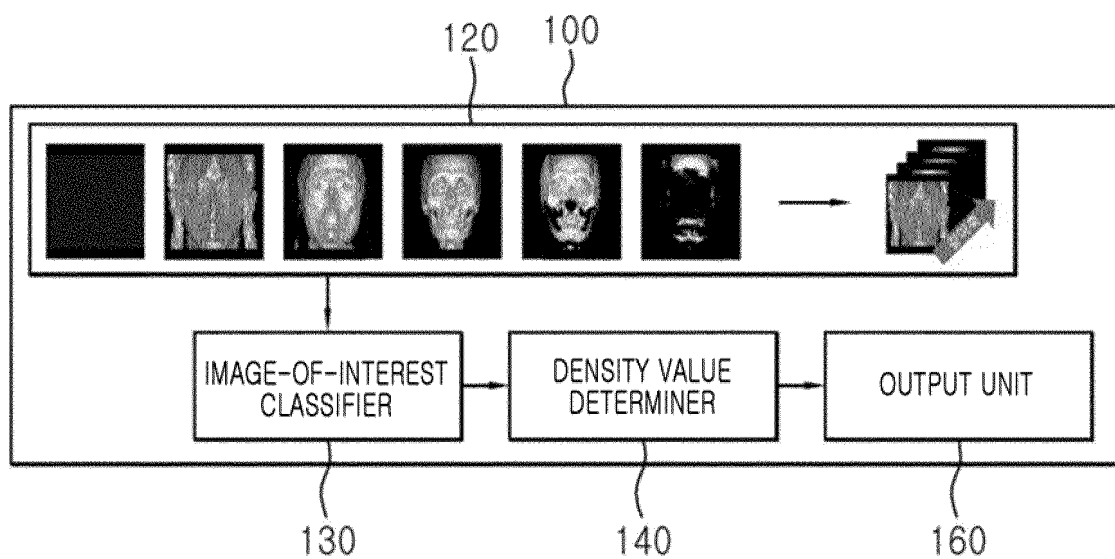 100
120
IMAGE-OF-INTEREST
CLASSIFIER
DENSITY VALUE
DETERMINER
OUTPUT UNIT
130
140
160